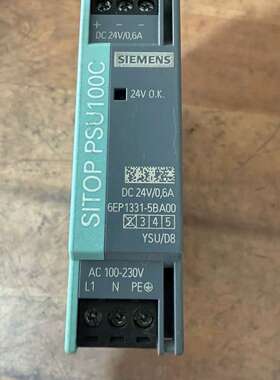 + - -
DC 24V/0,6A
SIEMENS
24V O.K.
SITOP PSU100C
DC 24V/0,6A
6EP1331-5BA00
2 3 4 5
YSU/D8
AC 100-230V
L1 N PE